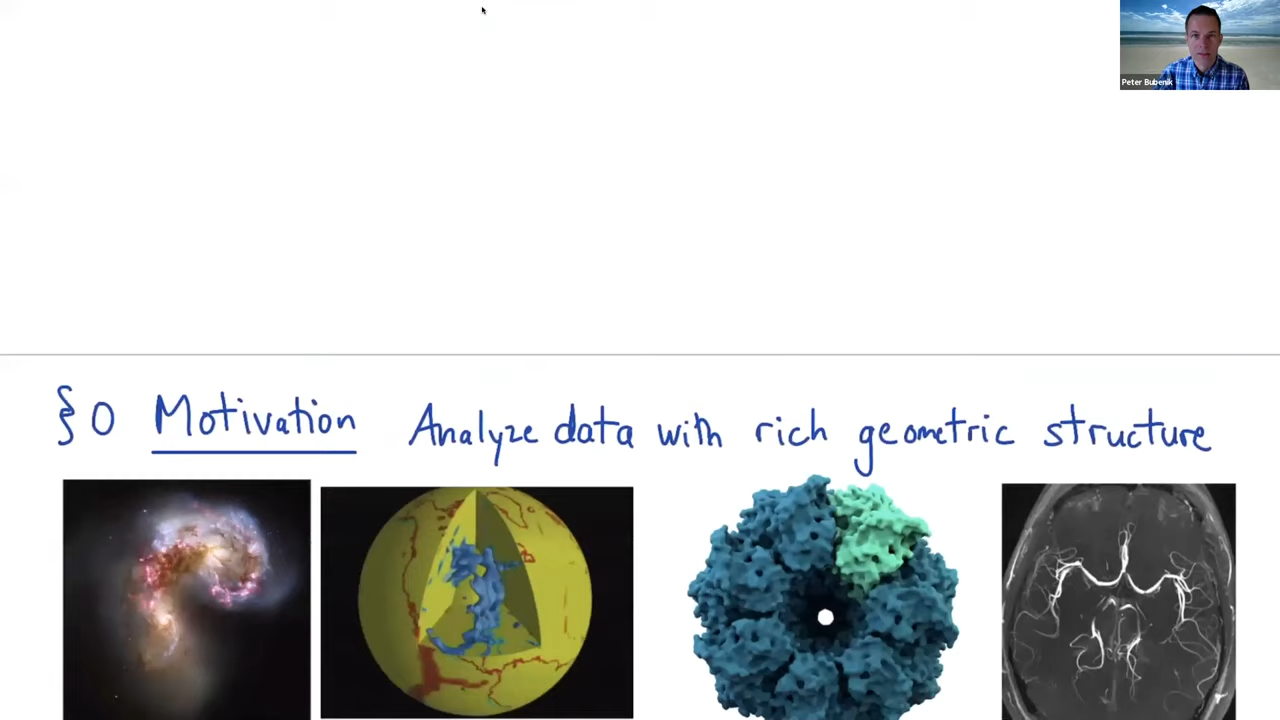 Peter Bubenik
§ 0 Motivation Analyze data with rich geometric structure